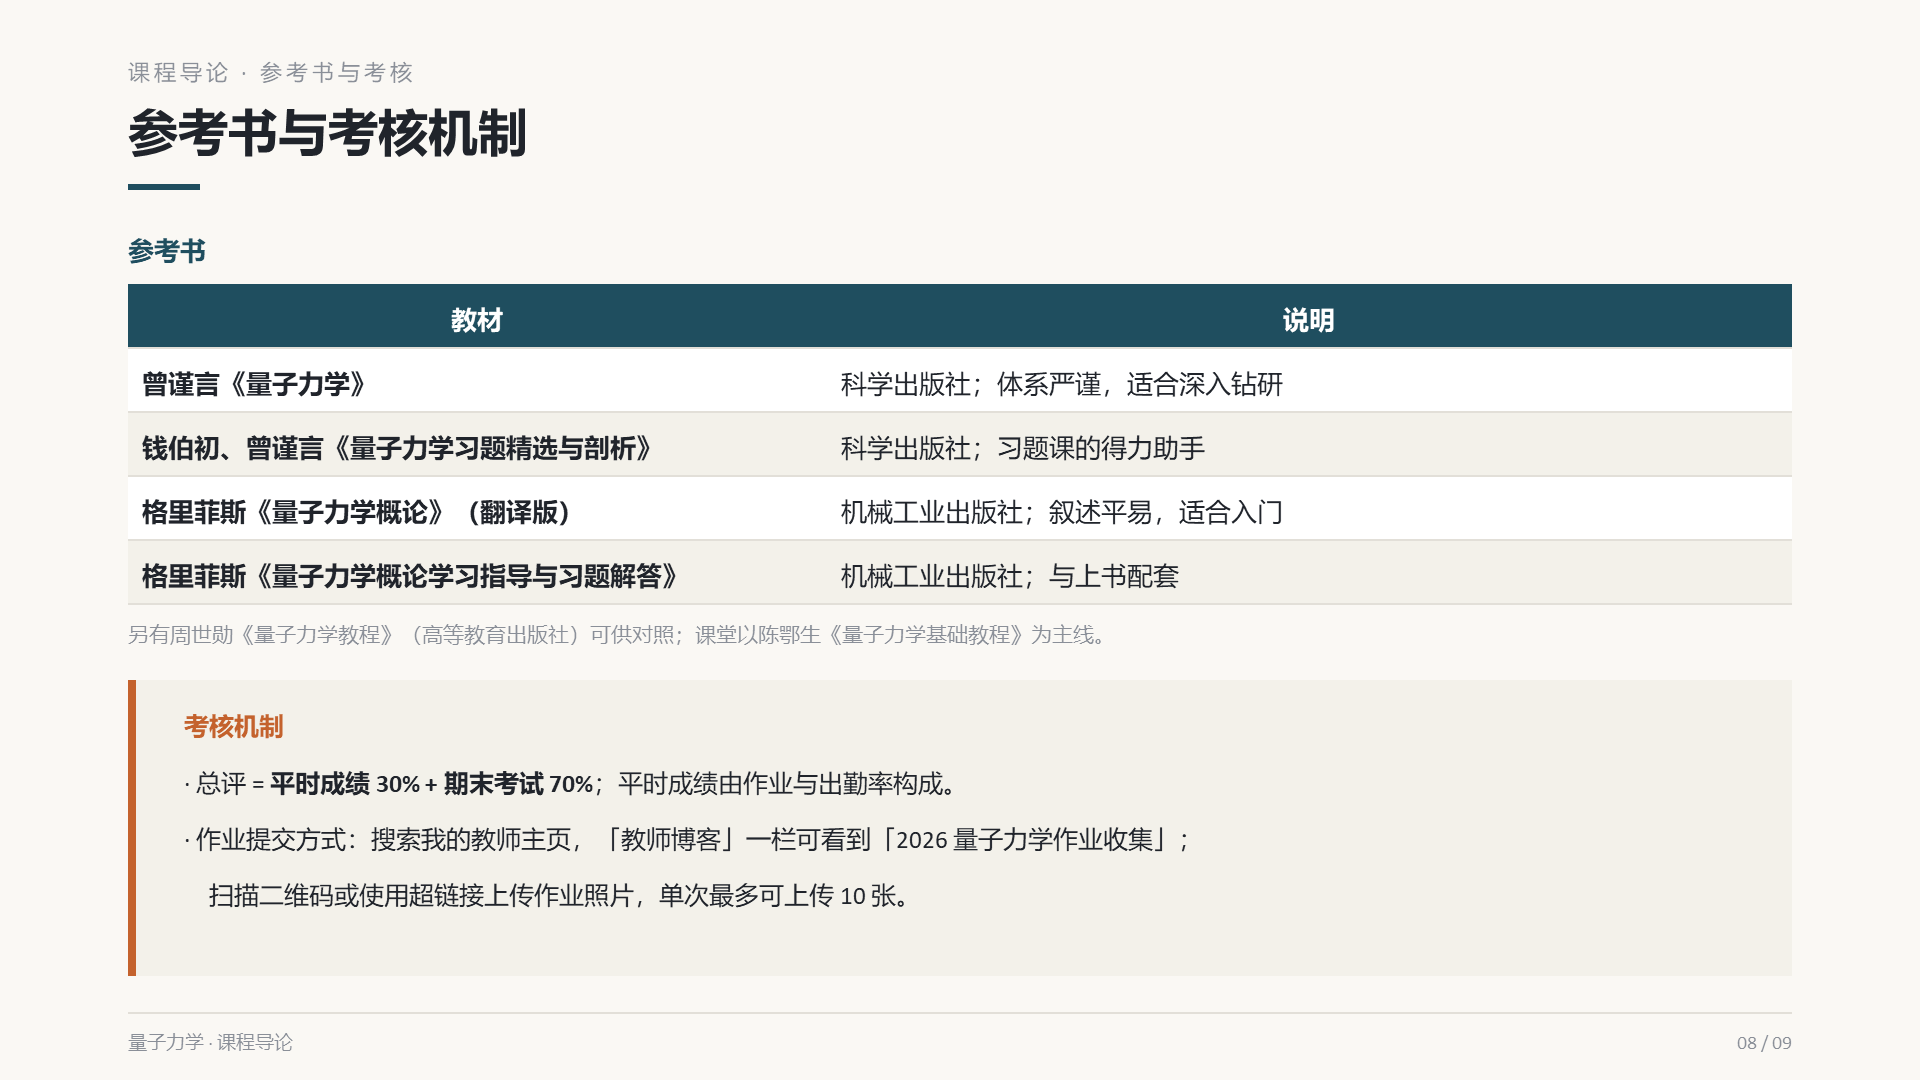 课程导论 · 参考书与考核
参考书与考核机制
参考书
教材 说明
曾谨言《量子力学》 科学出版社；体系严谨，适合深入钻研
钱伯初、曾谨言《量子力学习题精选与剖析》 科学出版社；习题课的得力助手
格里菲斯《量子力学概论》（翻译版） 机械工业出版社；叙述平易，适合入门
格里菲斯《量子力学概论学习指导与习题解答》 机械工业出版社；与上书配套
另有周世勋《量子力学教程》（高等教育出版社）可供对照；课堂以陈鄂生《量子力学基础教程》为主线。
考核机制
· 总评 = 平时成绩 30% + 期末考试 70%；平时成绩由作业与出勤率构成。
· 作业提交方式：搜索我的教师主页，「教师博客」一栏可看到「2026 量子力学作业收集」；
扫描二维码或使用超链接上传作业照片，单次最多可上传 10 张。
量子力学 · 课程导论
08 / 09